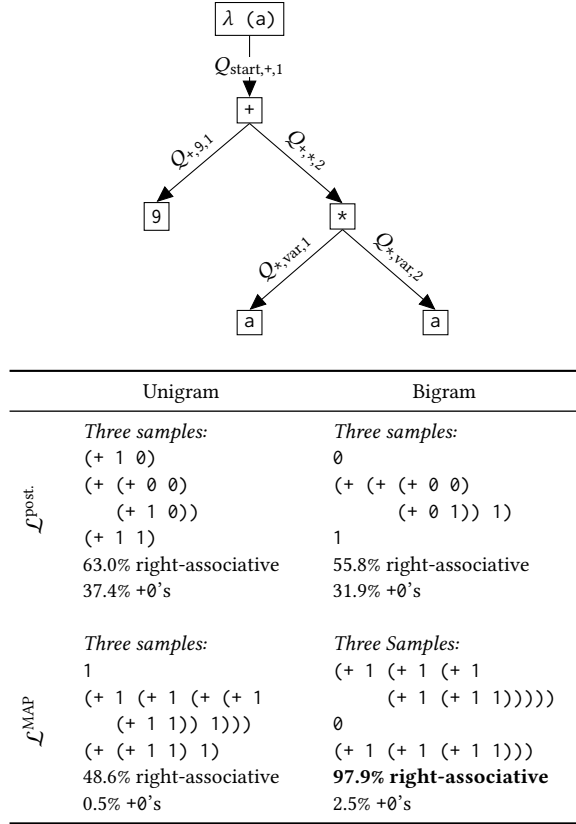 λ (a)
Q_{start,+,1}
+
Q_{+,9,1}
Q_{+,*,2}
9
*
Q_{*,var,1}
Q_{*,var,2}
a
a
Unigram
Bigram
ℒ^{post.}
Three samples:
(+ 1 0)
(+ (+ 0 0)
(+ 1 0))
(+ 1 1)
63.0% right-associative
37.4% +0's
Three samples:
0
(+ (+ (+ 0 0)
(+ 0 1)) 1)
1
55.8% right-associative
31.9% +0's
ℒ^{MAP}
Three samples:
1
(+ 1 (+ 1 (+ (+ 1
(+ 1 1)) 1)))
(+ (+ 1 1) 1)
48.6% right-associative
0.5% +0's
Three Samples:
(+ 1 (+ 1 (+ 1
(+ 1 (+ 1 1)))))
0
(+ 1 (+ 1 (+ 1 1)))
97.9% right-associative
2.5% +0's